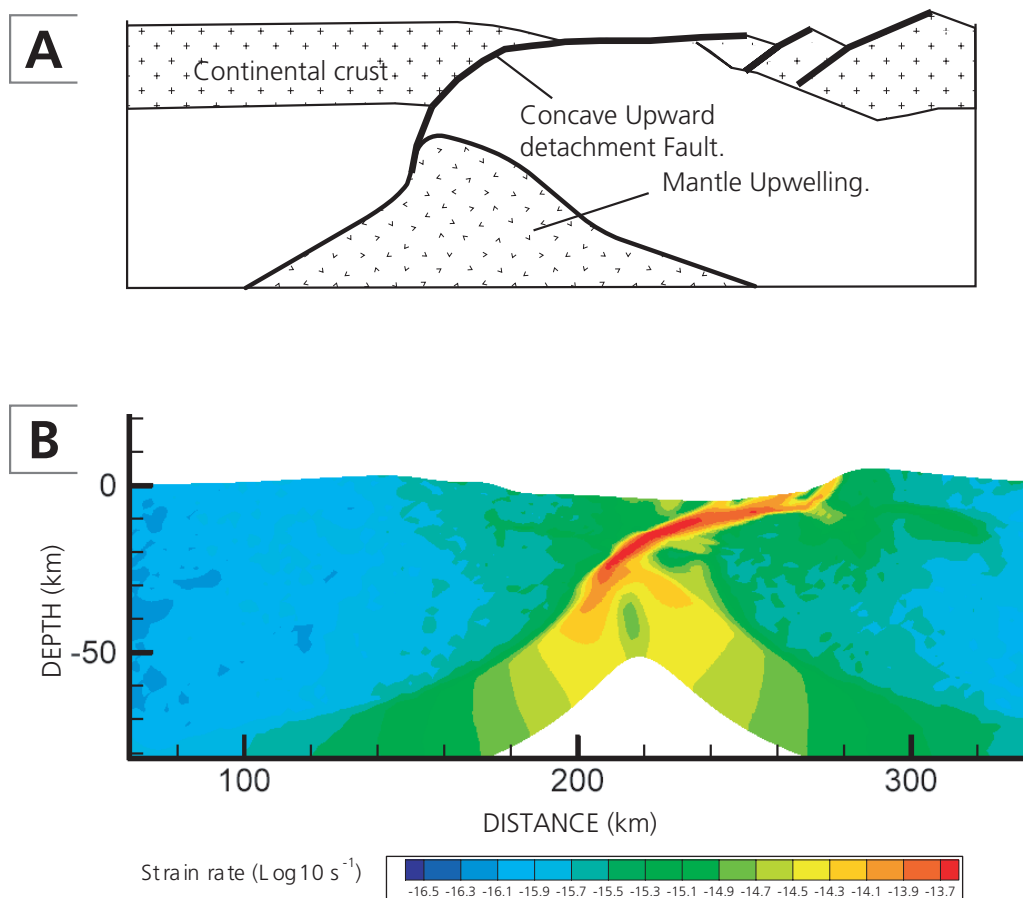 A
Continental crust
Concave Upward
detachment Fault.
Mantle Upwelling.
B
0
-50
DEPTH (km)
100 200 300
DISTANCE (km)
Strain rate (Log10 s⁻¹)
-16.5 -16.3 -16.1 -15.9 -15.7 -15.5 -15.3 -15.1 -14.9 -14.7 -14.5 -14.3 -14.1 -13.9 -13.7